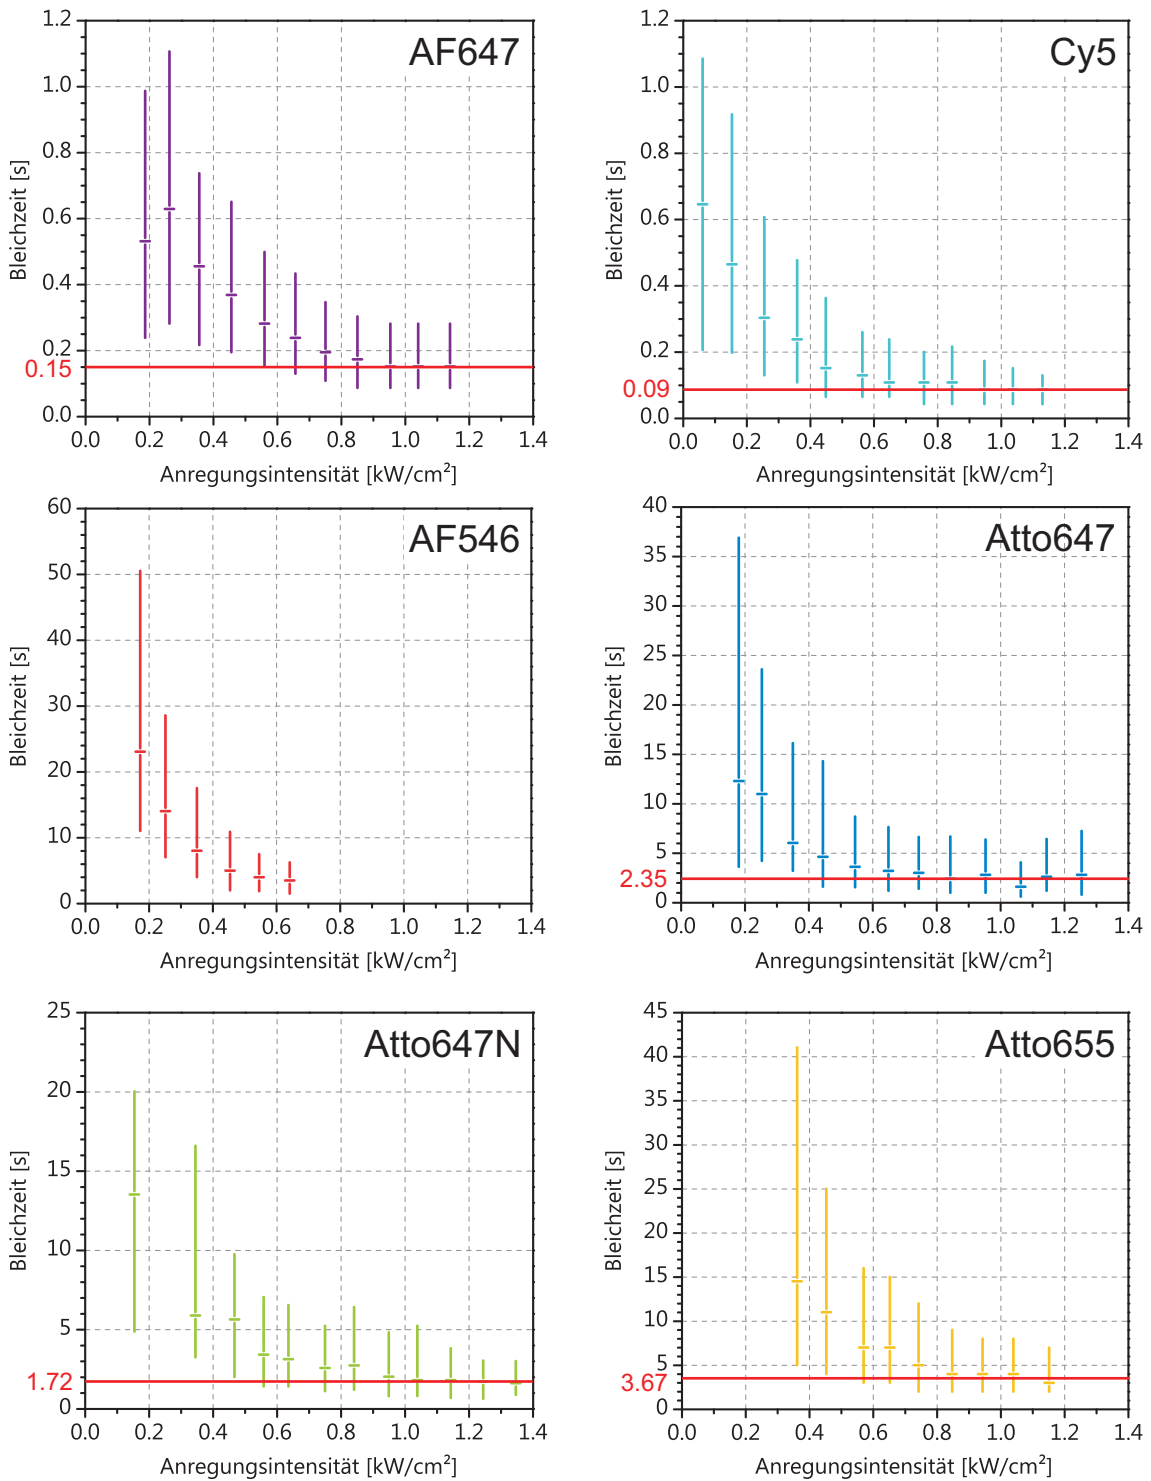 AF647
Bleichzeit [s]
1.2
1.0
0.8
0.6
0.4
0.2
0.15
0.0
0.0 0.2 0.4 0.6 0.8 1.0 1.2 1.4
Anregungsintensität [kW/cm²]
Cy5
Bleichzeit [s]
1.2
1.0
0.8
0.6
0.4
0.2
0.09
0.0
0.0 0.2 0.4 0.6 0.8 1.0 1.2 1.4
Anregungsintensität [kW/cm²]
AF546
Bleichzeit [s]
60
50
40
30
20
10
0
0.0 0.2 0.4 0.6 0.8 1.0 1.2 1.4
Anregungsintensität [kW/cm²]
Atto647
Bleichzeit [s]
40
35
30
25
20
15
10
5
2.35
0
0.0 0.2 0.4 0.6 0.8 1.0 1.2 1.4
Anregungsintensität [kW/cm²]
Atto647N
Bleichzeit [s]
25
20
15
10
5
1.72
0
0.0 0.2 0.4 0.6 0.8 1.0 1.2 1.4
Anregungsintensität [kW/cm²]
Atto655
Bleichzeit [s]
45
40
35
30
25
20
15
10
5
3.67
0
0.0 0.2 0.4 0.6 0.8 1.0 1.2 1.4
Anregungsintensität [kW/cm²]